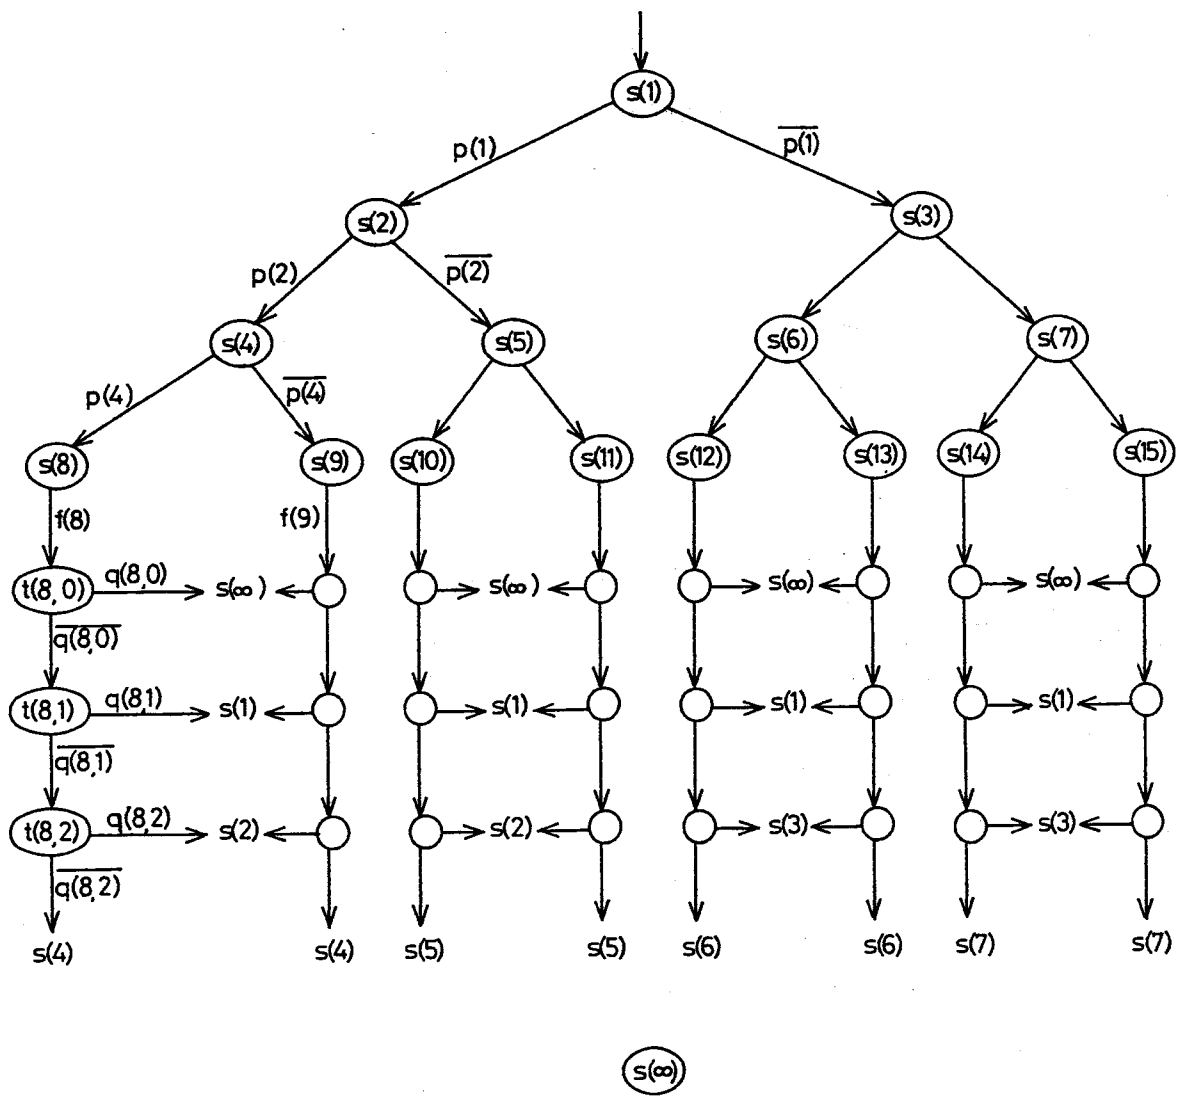 s(1)
p(1) p̅(̅1̅)̅
s(2) s(3)
p(2) p̅(̅2̅)̅
s(4) s(5) s(6) s(7)
p(4) p̅(̅4̅)̅
s(8) s(9) s(10) s(11) s(12) s(13) s(14) s(15)
f(8) f(9)
t(8,0) q(8,0) s(∞) s(∞) s(∞) s(∞)
q̅(̅8̅,̅0̅)̅
t(8,1) q(8,1) s(1) s(1) s(1) s(1)
q̅(̅8̅,̅1̅)̅
t(8,2) q(8,2) s(2) s(2) s(3) s(3)
q̅(̅8̅,̅2̅)̅
s(4) s(4) s(5) s(5) s(6) s(6) s(7) s(7)
s(∞)